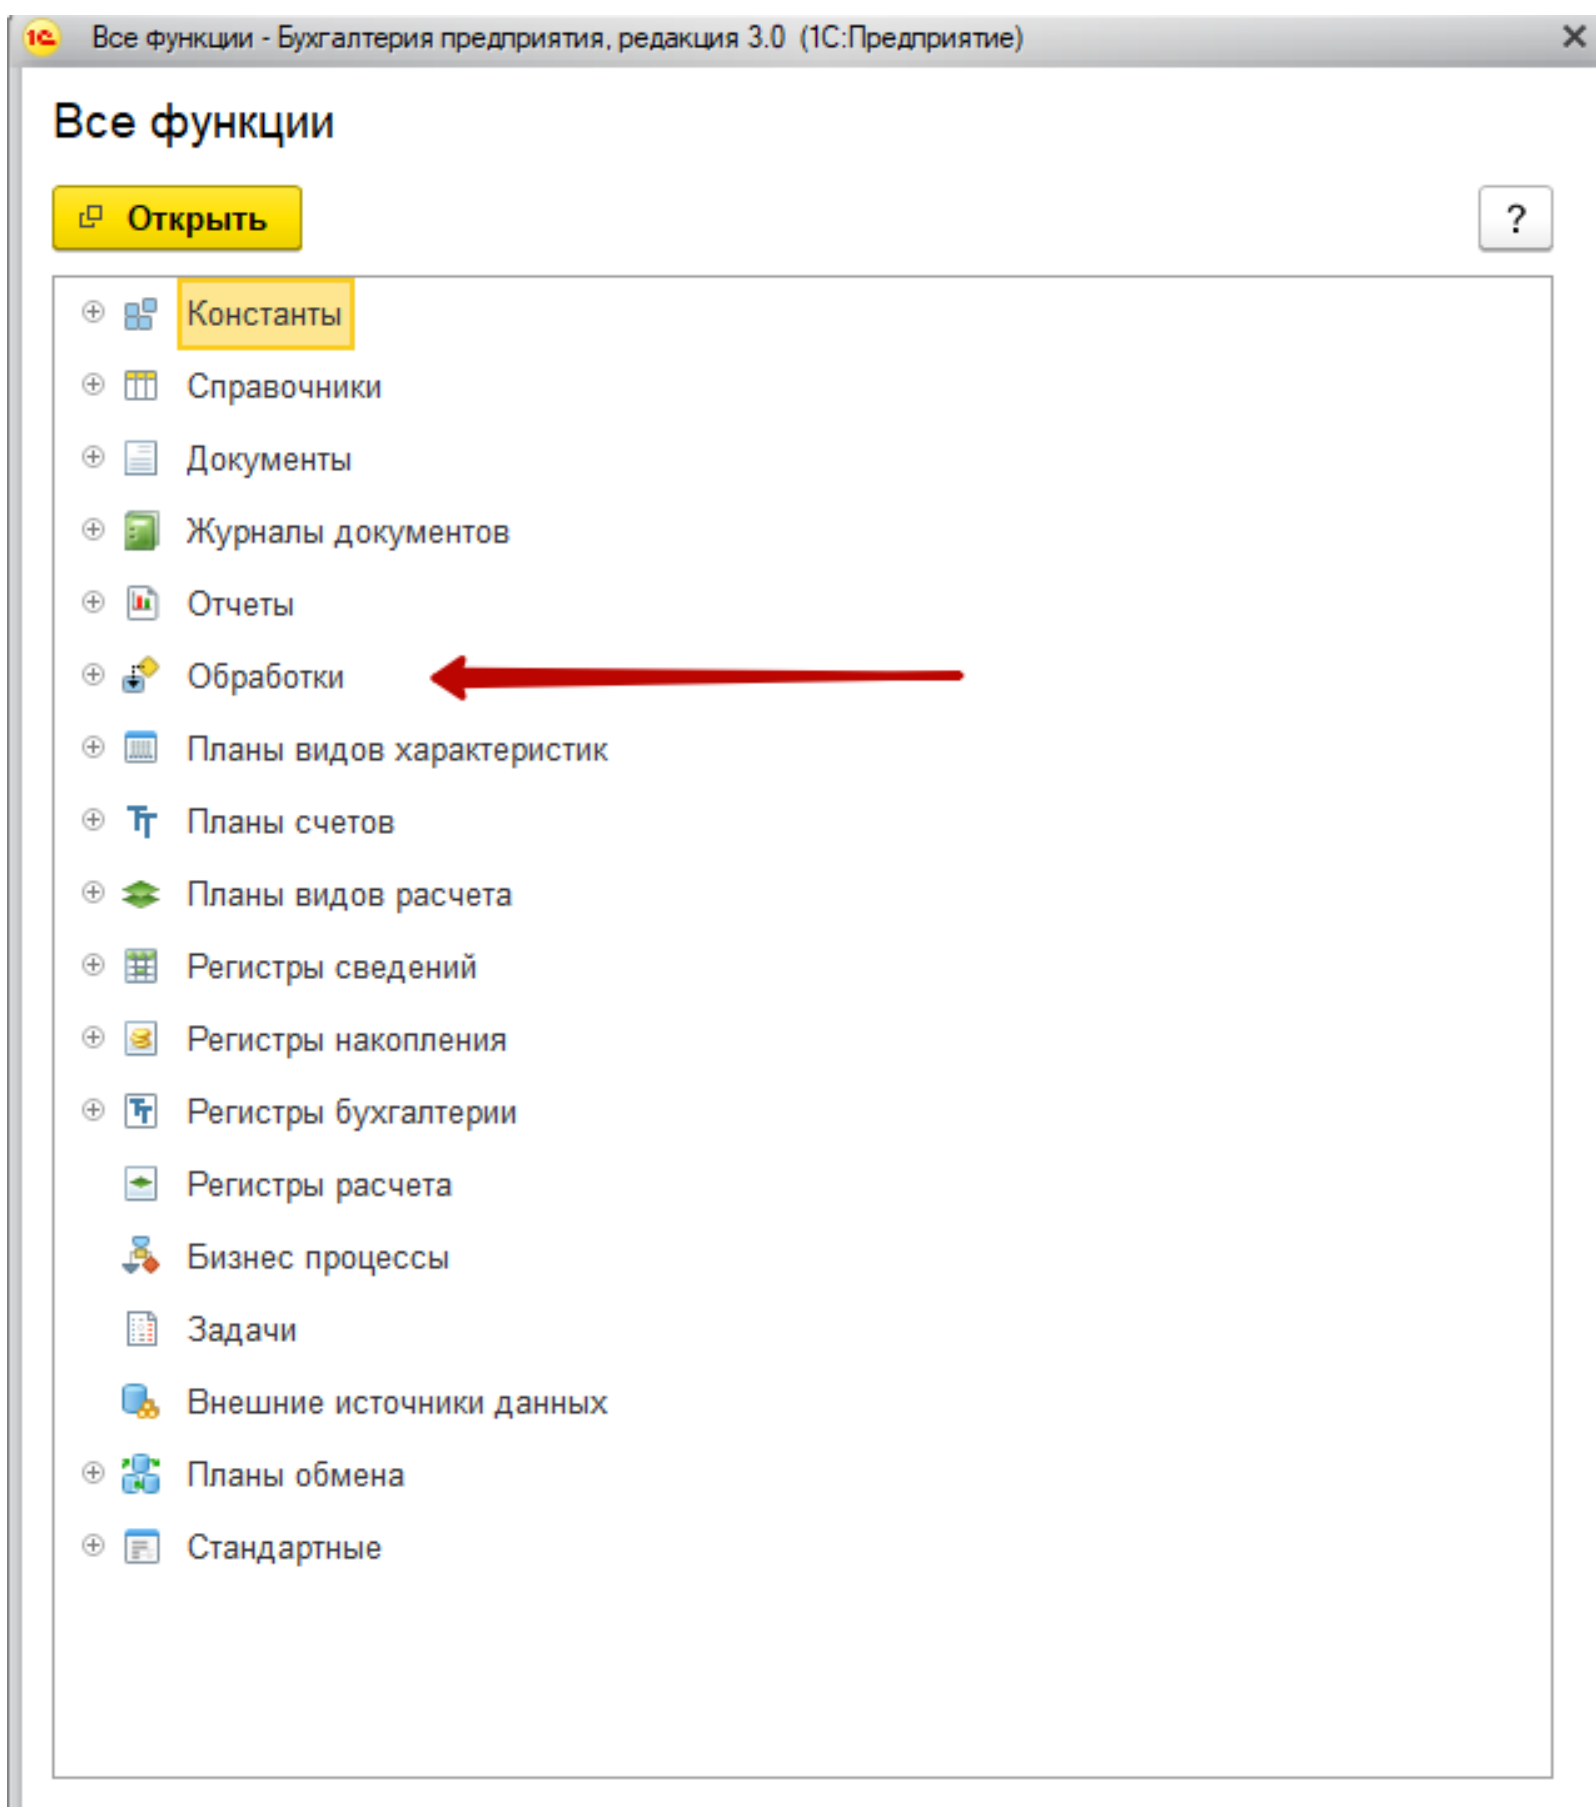 1С Все функции - Бухгалтерия предприятия, редакция 3.0 (1С:Предприятие)
Все функции
Открыть
?
Константы
Справочники
Документы
Журналы документов
Отчеты
Обработки
Планы видов характеристик
Планы счетов
Планы видов расчета
Регистры сведений
Регистры накопления
Регистры бухгалтерии
Регистры расчета
Бизнес процессы
Задачи
Внешние источники данных
Планы обмена
Стандартные